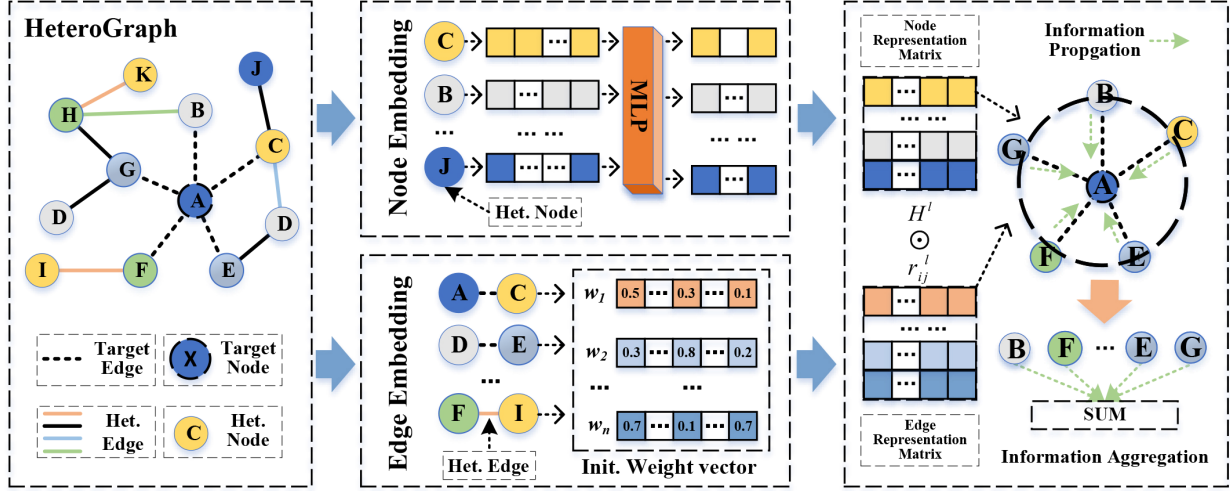 HeteroGraph
K
J
H
B
C
G
A
D
D
I
F
E
Target
Edge
X
Target
Node
Het.
Edge
C
Het.
Node
Node Embedding
C
...
B
...
...
...
...
... ...
J
... ...
...
MLP
Het. Node
Edge Embedding
A
C
w1
0.5 ... 0.3 ... 0.1
D
E
w2
0.3 ... 0.8 ... 0.2
...
...
...
F
I
wn
0.7 ... 0.1 ... 0.7
Het. Edge
Init. Weight vector
Node
Representation
Matrix
...
... ...
...
...
H^l
⊙
r_ij^l
...
... ...
...
...
Edge
Representation
Matrix
Information
Propgation
B
C
G
A
F
E
B
F
...
E
G
SUM
Information Aggregation